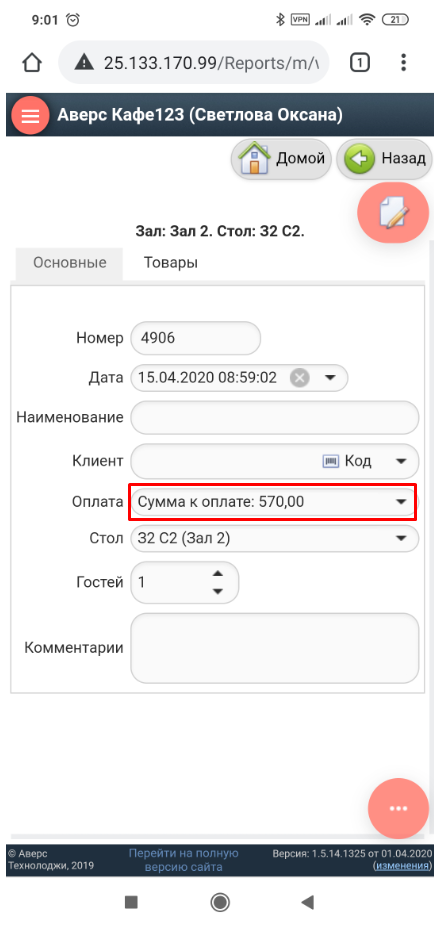 9:01
VPN
21
25.133.170.99/Reports/m/v
1
Аверс Кафе123 (Светлова Оксана)
Домой
Назад
Зал: Зал 2. Стол: З2 С2.
Основные
Товары
Номер
4906
Дата
15.04.2020 08:59:02
Наименование
Клиент
Код
Оплата
Сумма к оплате: 570,00
Стол
З2 С2 (Зал 2)
Гостей
1
Комментарии
© Аверс
Технолоджи, 2019
Перейти на полную
версию сайта
Версия: 1.5.14.1325 от 01.04.2020
(изменения)